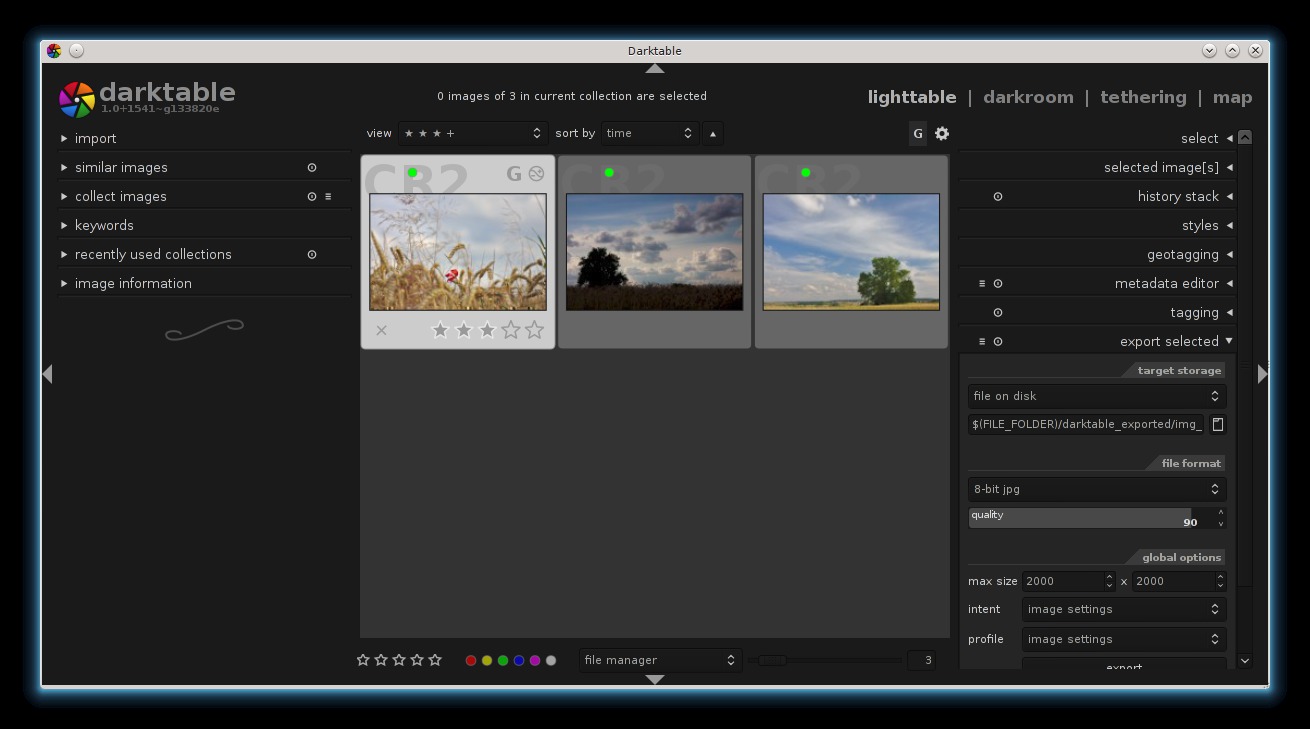 Darktable
darktable
1.0+1541~g133820e
0 images of 3 in current collection are selected
lighttable | darkroom | tethering | map
import
similar images
collect images
keywords
recently used collections
image information
view ★ ★ ★ + sort by time G
CR2 G
CR2
CR2
file manager 3
select
selected image[s]
history stack
styles
geotagging
metadata editor
tagging
export selected
target storage
file on disk
$(FILE_FOLDER)/darktable_exported/img_
file format
8-bit jpg
quality
90
global options
max size 2000 x 2000
intent image settings
profile image settings
export